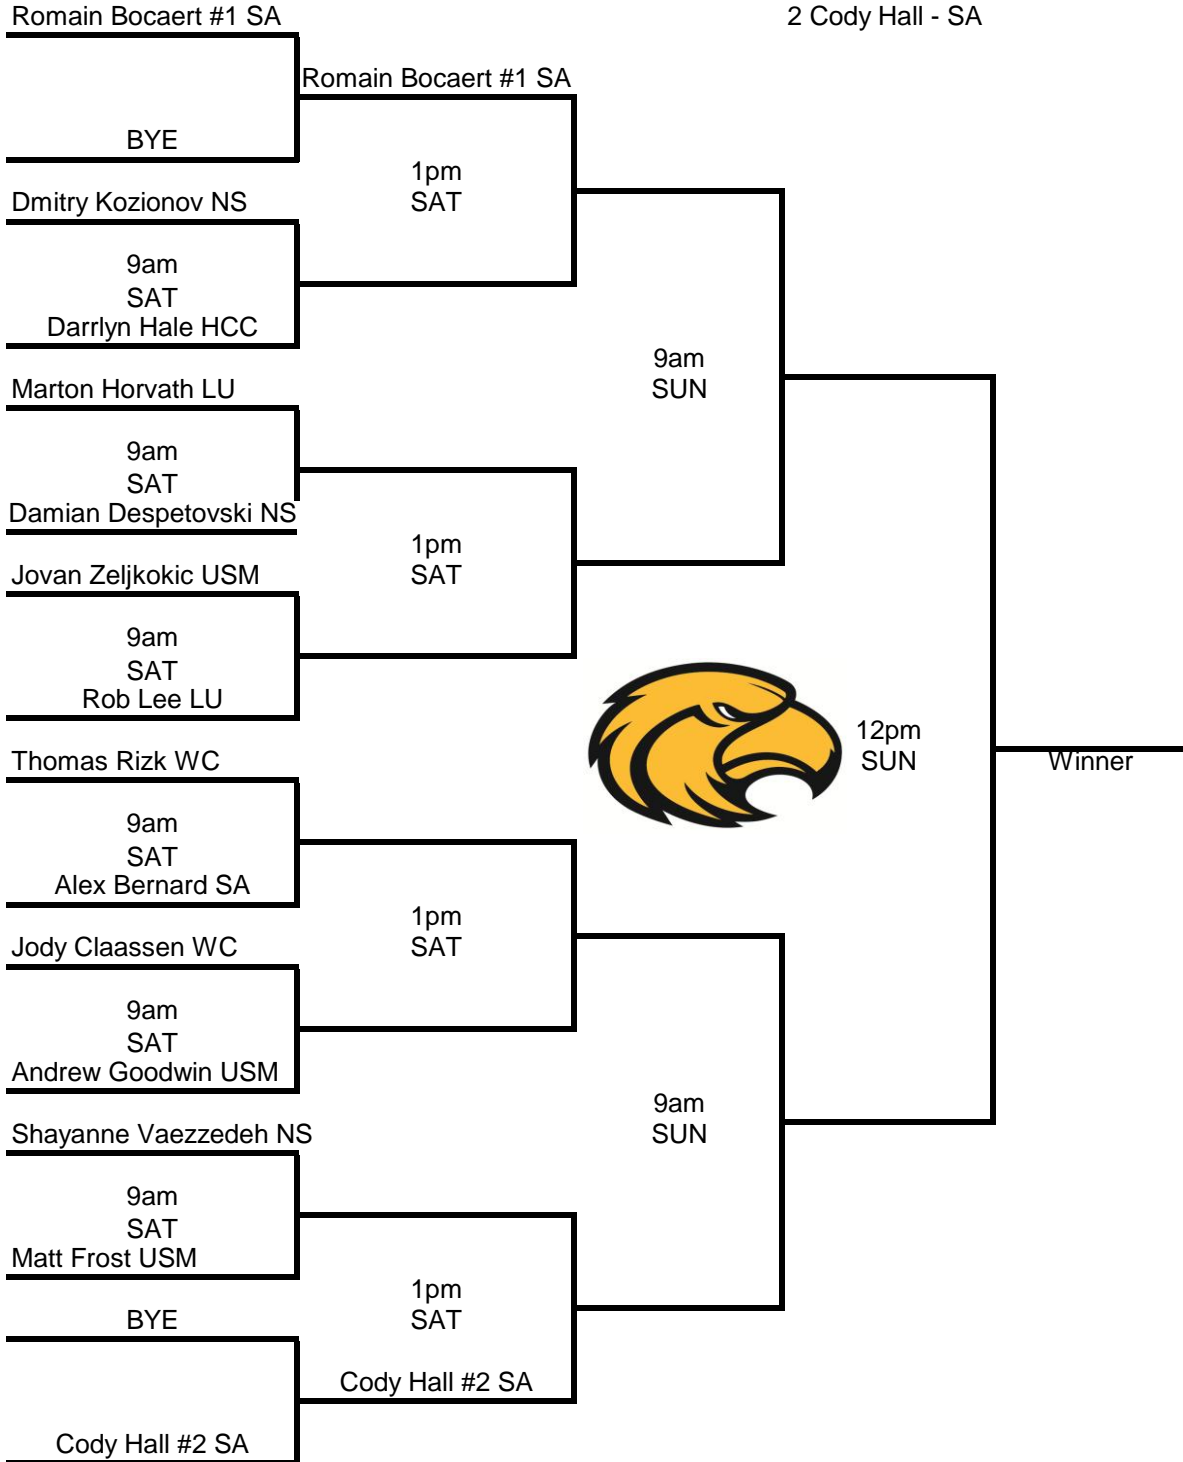 Romain Bocaert #1 SA
2 Cody Hall - SA
Romain Bocaert #1 SA
BYE
1pm
SAT
Dmitry Kozionov NS
9am
SAT
Darrlyn Hale HCC
9am
SUN
Marton Horvath LU
9am
SAT
Damian Despetovski NS
1pm
SAT
Jovan Zeljkokic USM
9am
SAT
Rob Lee LU
12pm
SUN
Winner
Thomas Rizk WC
9am
SAT
Alex Bernard SA
1pm
SAT
Jody Claassen WC
9am
SAT
Andrew Goodwin USM
9am
SUN
Shayanne Vaezzedeh NS
9am
SAT
Matt Frost USM
1pm
SAT
BYE
Cody Hall #2 SA
Cody Hall #2 SA